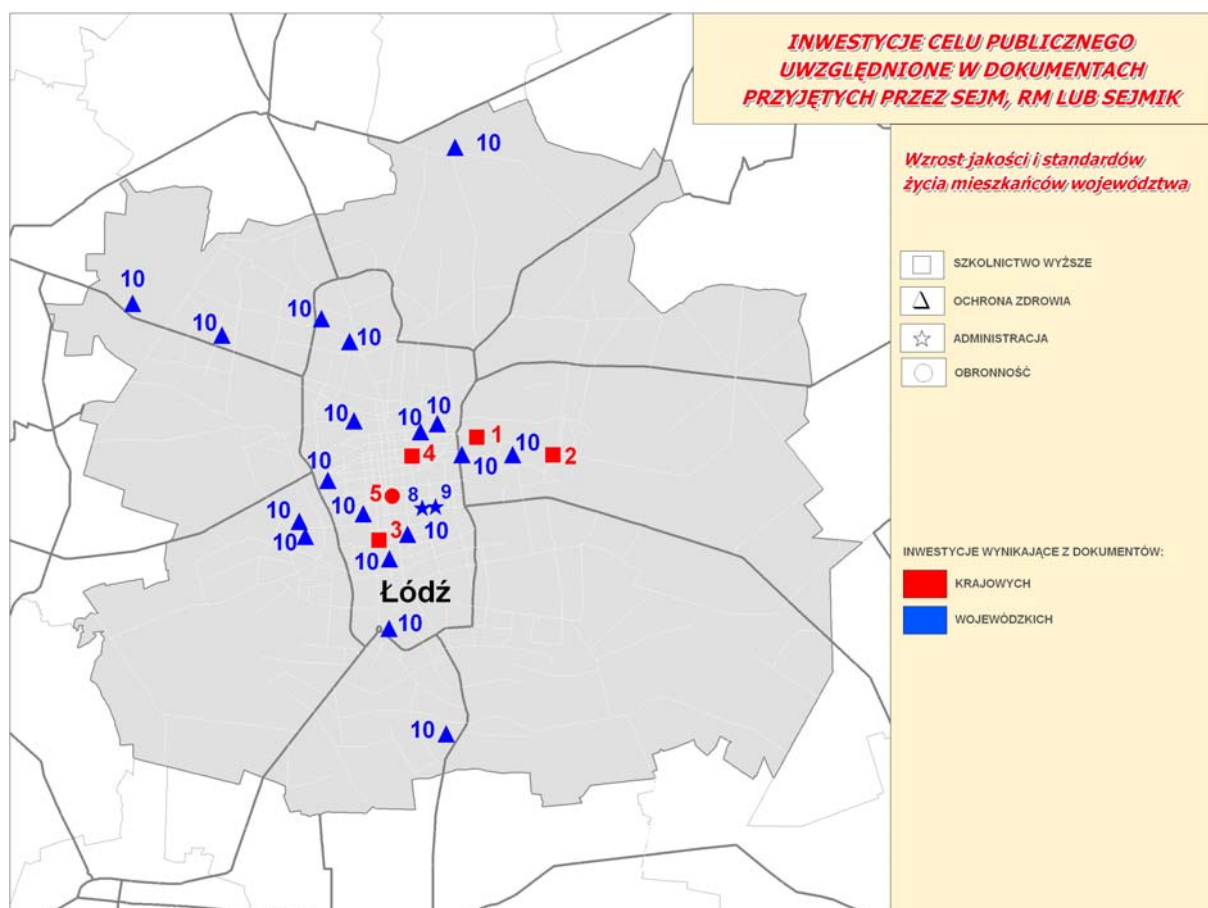 INWESTYCJE CELU PUBLICZNEGO
UWZGLĘDNIONE W DOKUMENTACH
PRZYJĘTYCH PRZEZ SEJM, RM LUB SEJMIK
Wzrost jakości i standardów
życia mieszkańców województwa
SZKOLNICTWO WYŻSZE
OCHRONA ZDROWIA
ADMINISTRACJA
OBRONNOŚĆ
INWESTYCJE WYNIKAJĄCE Z DOKUMENTÓW:
KRAJOWYCH
WOJEWÓDZKICH
10
10
10
10
10
10
10
10
1
4
10
10
2
10
5
8
9
10
10
10
3
10
10
Łódź
10
10